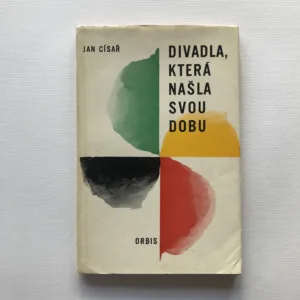 JAN CÍSAŘ
DIVADLA,
KTERÁ
NAŠLA
SVOU
DOBU
ORBIS